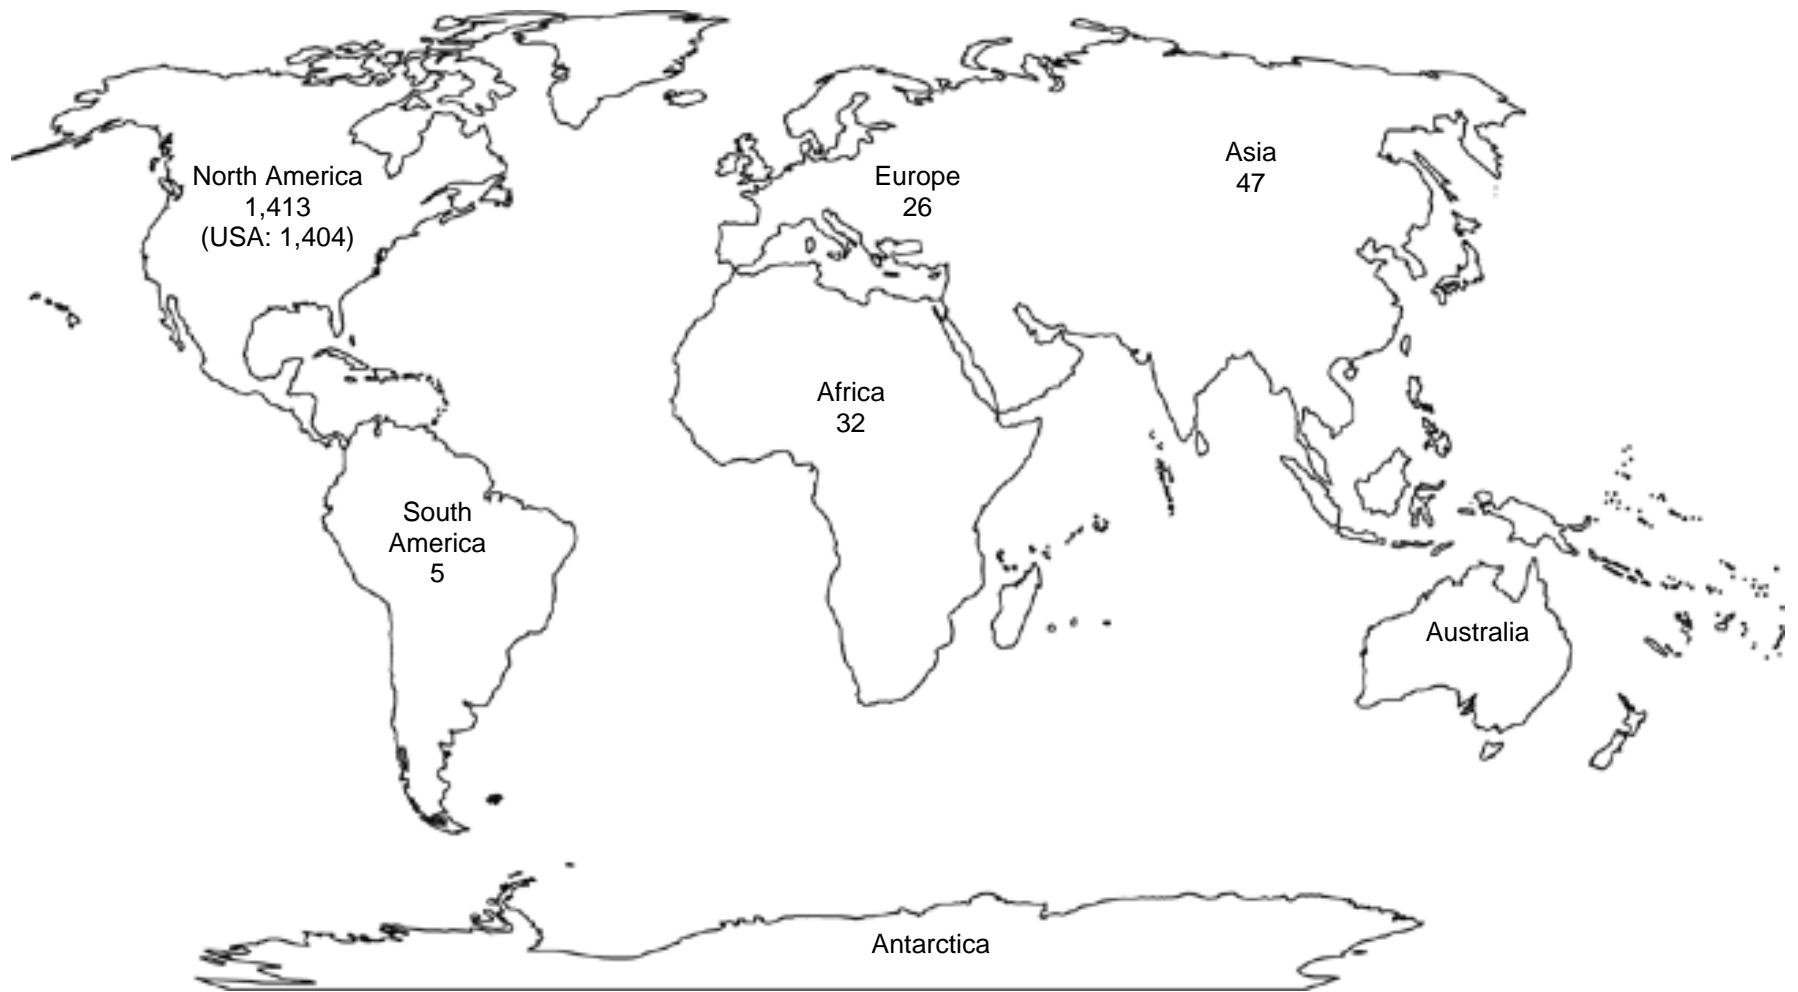 North America
1,413
(USA: 1,404)
Europe
26
Asia
47
Africa
32
South
America
5
Australia
Antarctica